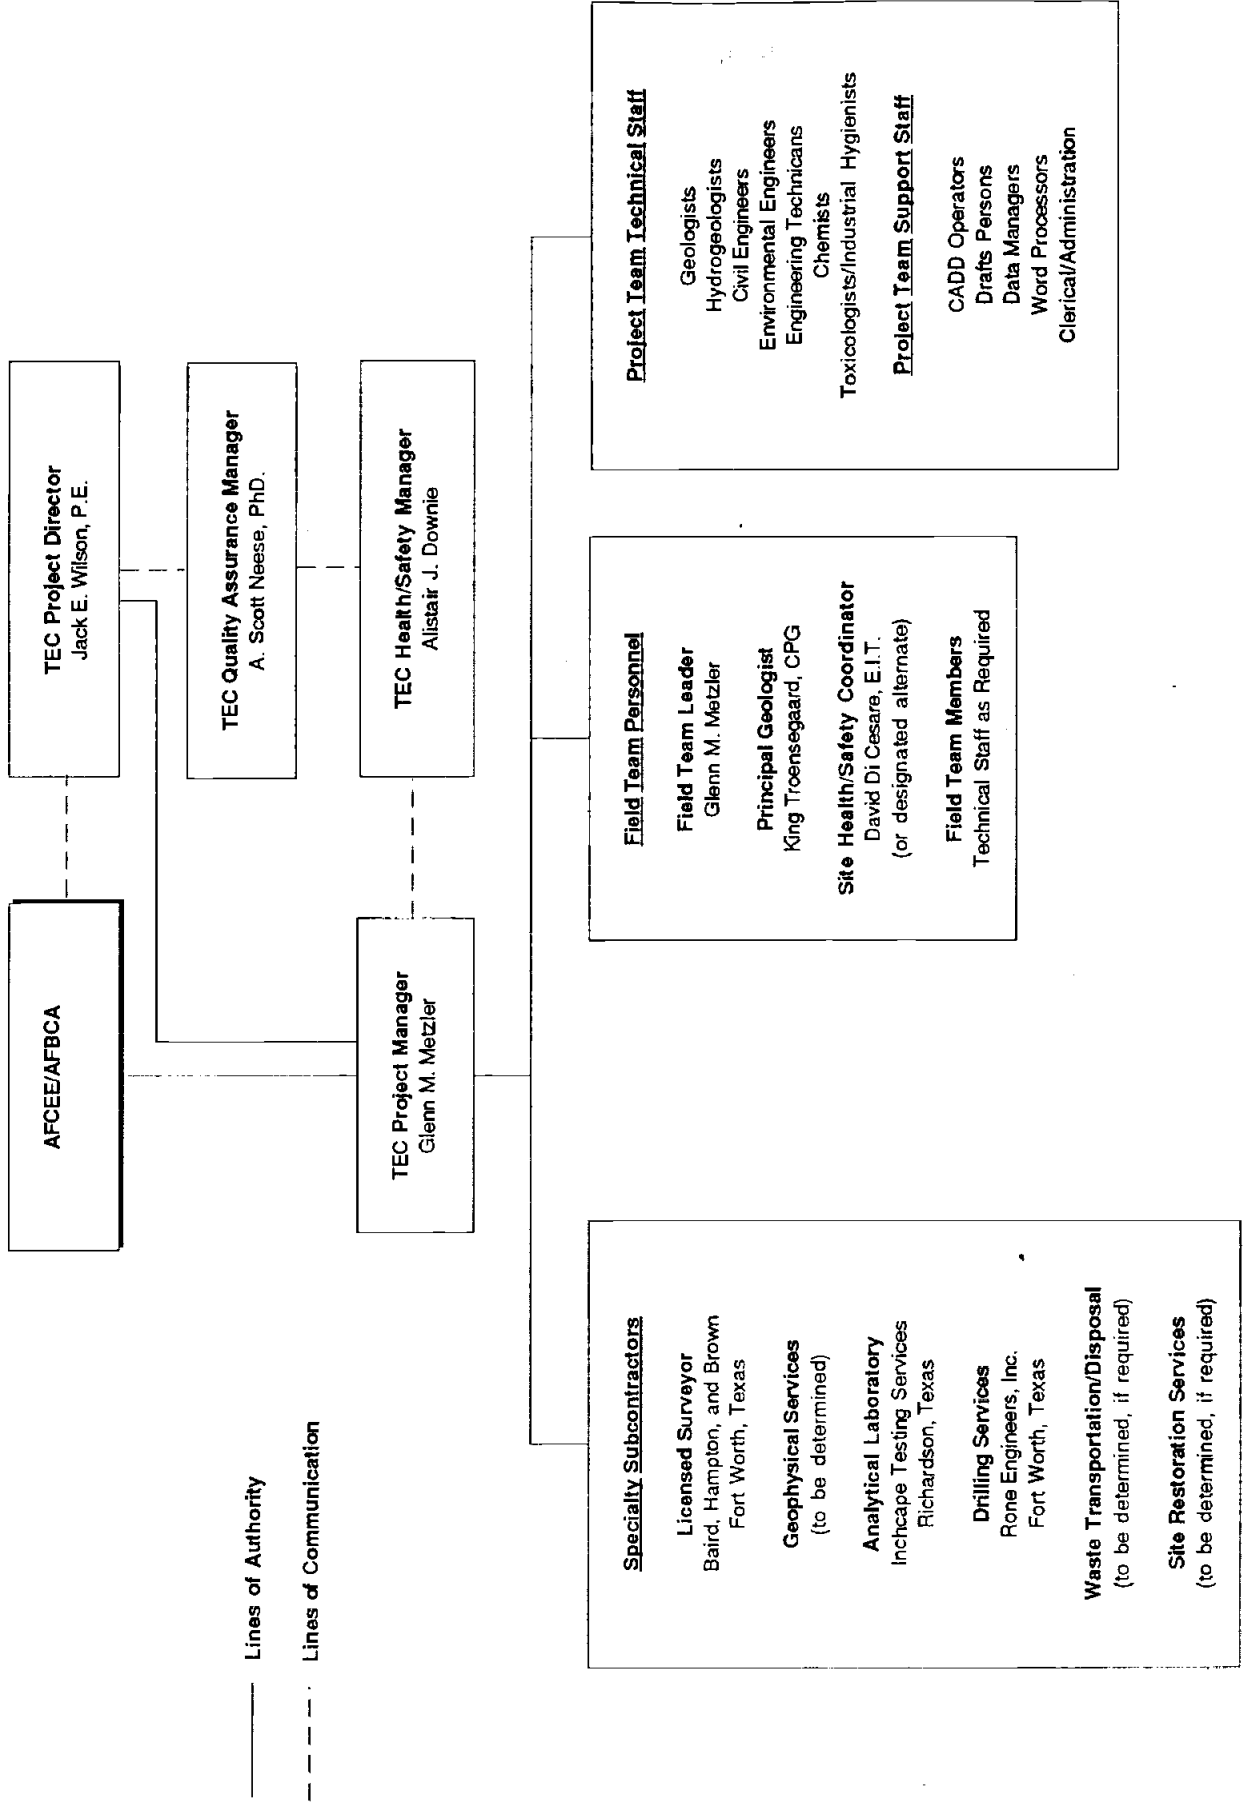 AFCEE/AFBCA
TEC Project Director
Jack E. Wilson, P.E.
TEC Quality Assurance Manager
A. Scott Neese, PhD.
TEC Project Manager
Glenn M. Metzler
TEC Health/Safety Manager
Alistair J. Downie
Lines of Authority
Lines of Communication
Specialty Subcontractors
Licensed Surveyor
Baird, Hampton, and Brown
Fort Worth, Texas
Geophysical Services
(to be determined)
Analytical Laboratory
Inchcape Testing Services
Richardson, Texas
Drilling Services
Rone Engineers, Inc.
Fort Worth, Texas
Waste Transportation/Disposal
(to be determined, if required)
Site Restoration Services
(to be determined, if required)
Field Team Personnel
Field Team Leader
Glenn M. Metzler
Principal Geologist
King Troensegaard, CPG
Site Health/Safety Coordinator
David Di Cesare, E.I.T.
(or designated alternate)
Field Team Members
Technical Staff as Required
Project Team Technical Staff
Geologists
Hydrogeologists
Civil Engineers
Environmental Engineers
Engineering Technicans
Chemists
Toxicologists/Industrial Hygienists
Project Team Support Staff
CADD Operators
Drafts Persons
Data Managers
Word Processors
Clerical/Administration